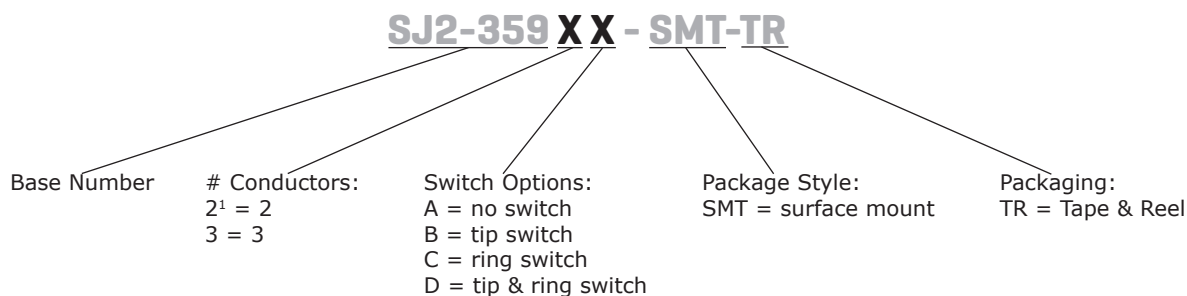 SJ2-359 X X - SMT-TR
Base Number
# Conductors:
2¹ = 2
3 = 3
Switch Options:
A = no switch
B = tip switch
C = ring switch
D = tip & ring switch
Package Style:
SMT = surface mount
Packaging:
TR = Tape & Reel